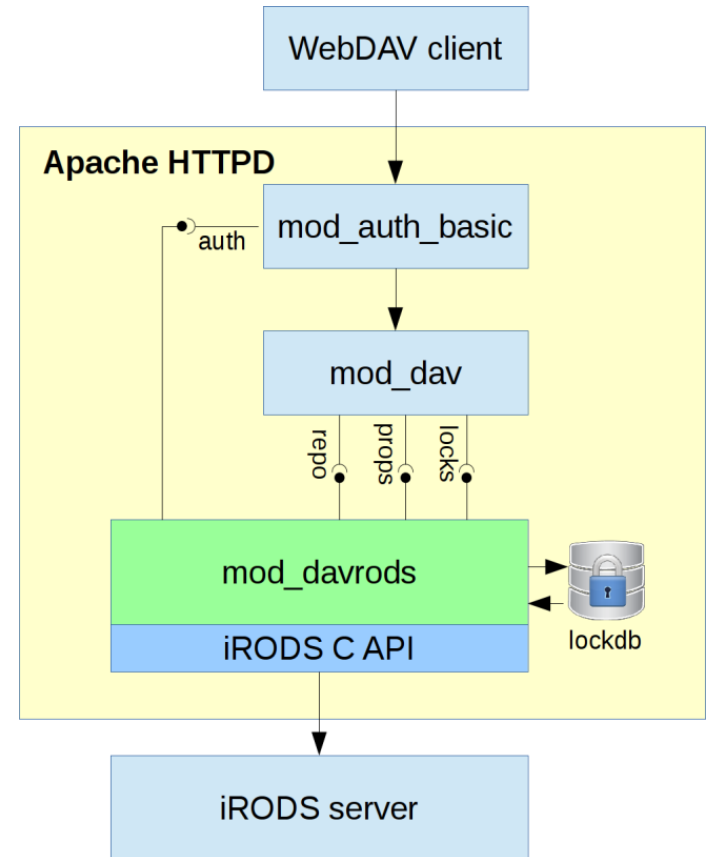 WebDAV client
Apache HTTPD
mod_auth_basic
auth
mod_dav
repo
props
locks
mod_davrods
iRODS C API
lockdb
iRODS server